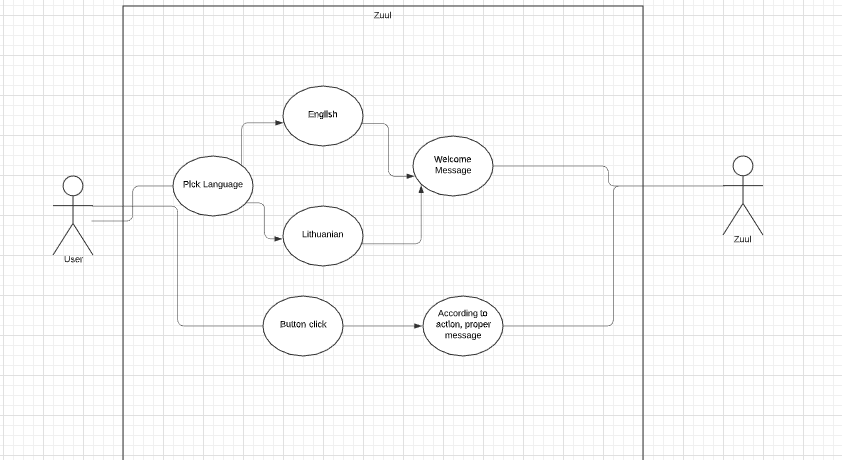 Zuul
English
Welcome
Message
Pick Language
Lithuanian
User
Zuul
Button click
According to
action, proper
message